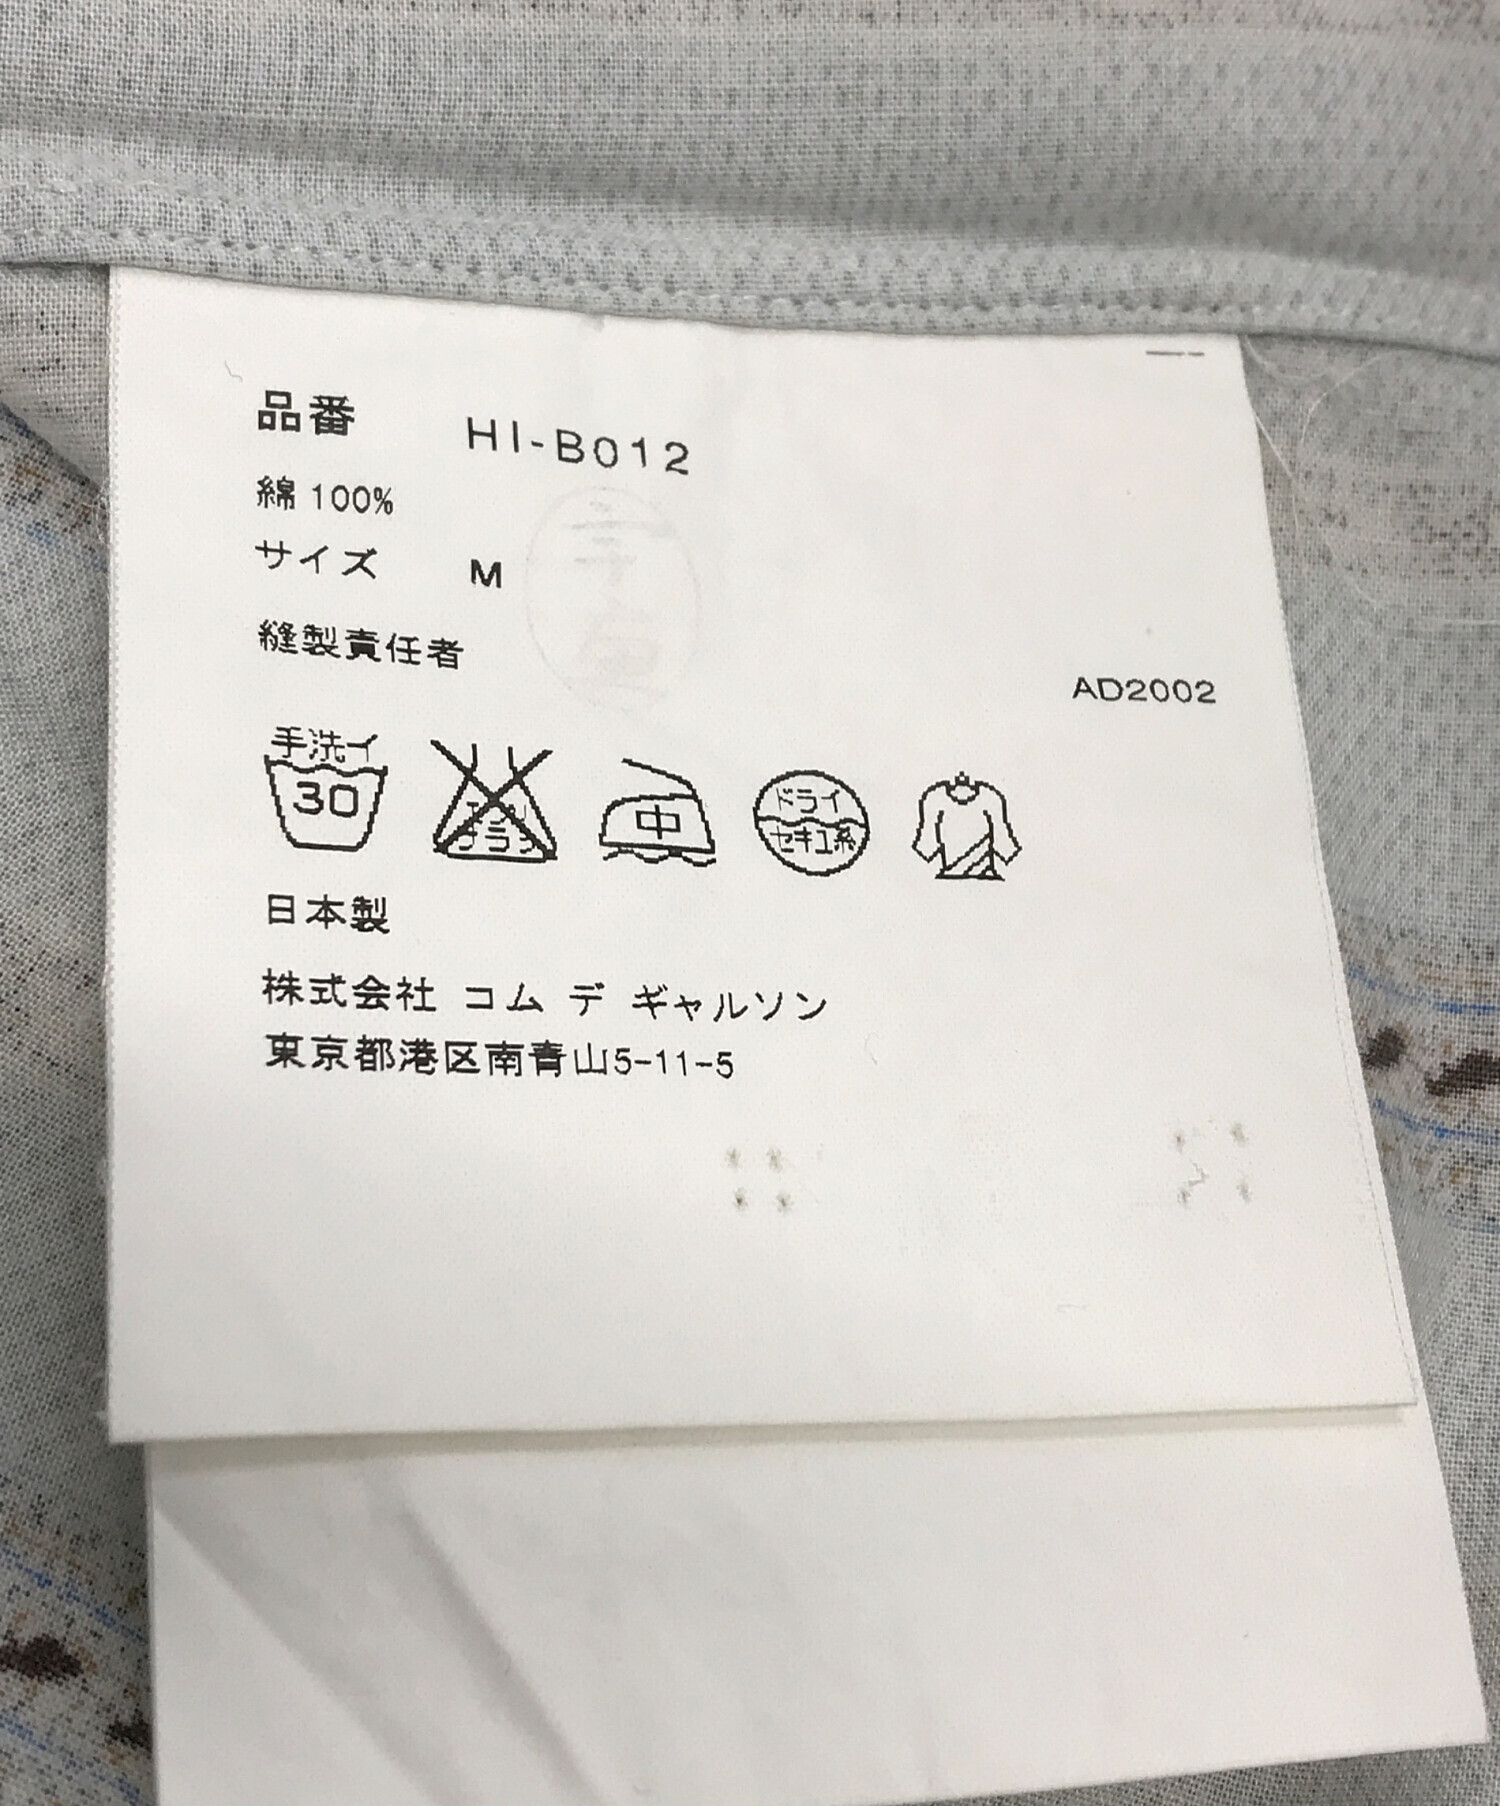 品番 HI-B012
綿 100%
サイズ M
縫製責任者
AD2002
手洗イ
30
中
ドライ
セキユ系
日本製
株式会社 コム デ ギャルソン
東京都港区南青山5-11-5